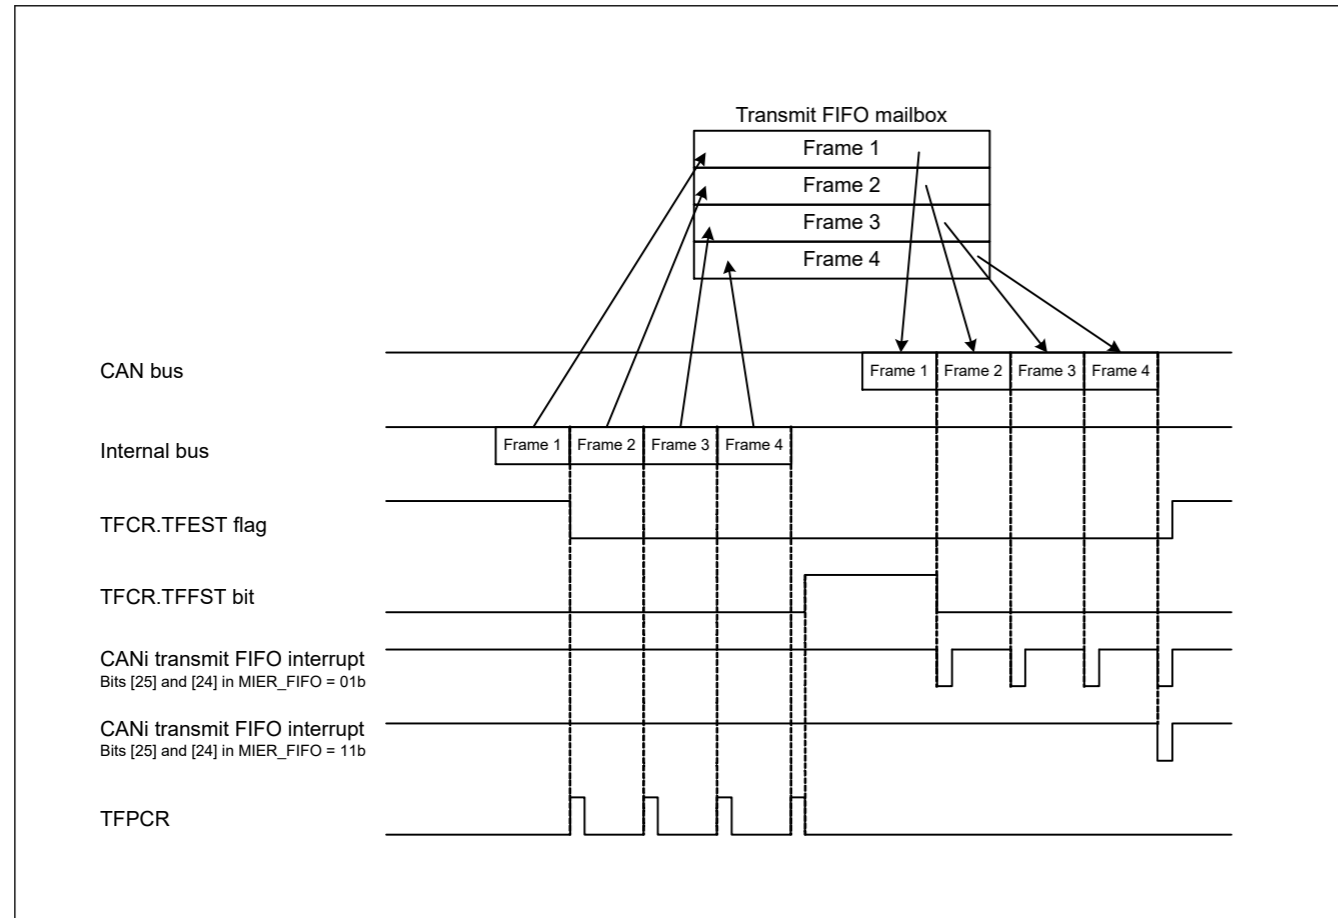 Transmit FIFO mailbox
Frame 1
Frame 2
Frame 3
Frame 4
CAN bus
Frame 1 Frame 2 Frame 3 Frame 4
Internal bus
Frame 1 Frame 2 Frame 3 Frame 4
TFCR.TFEST flag
TFCR.TFFST bit
CANi transmit FIFO interrupt
Bits [25] and [24] in MIER_FIFO = 01b
CANi transmit FIFO interrupt
Bits [25] and [24] in MIER_FIFO = 11b
TFPCR